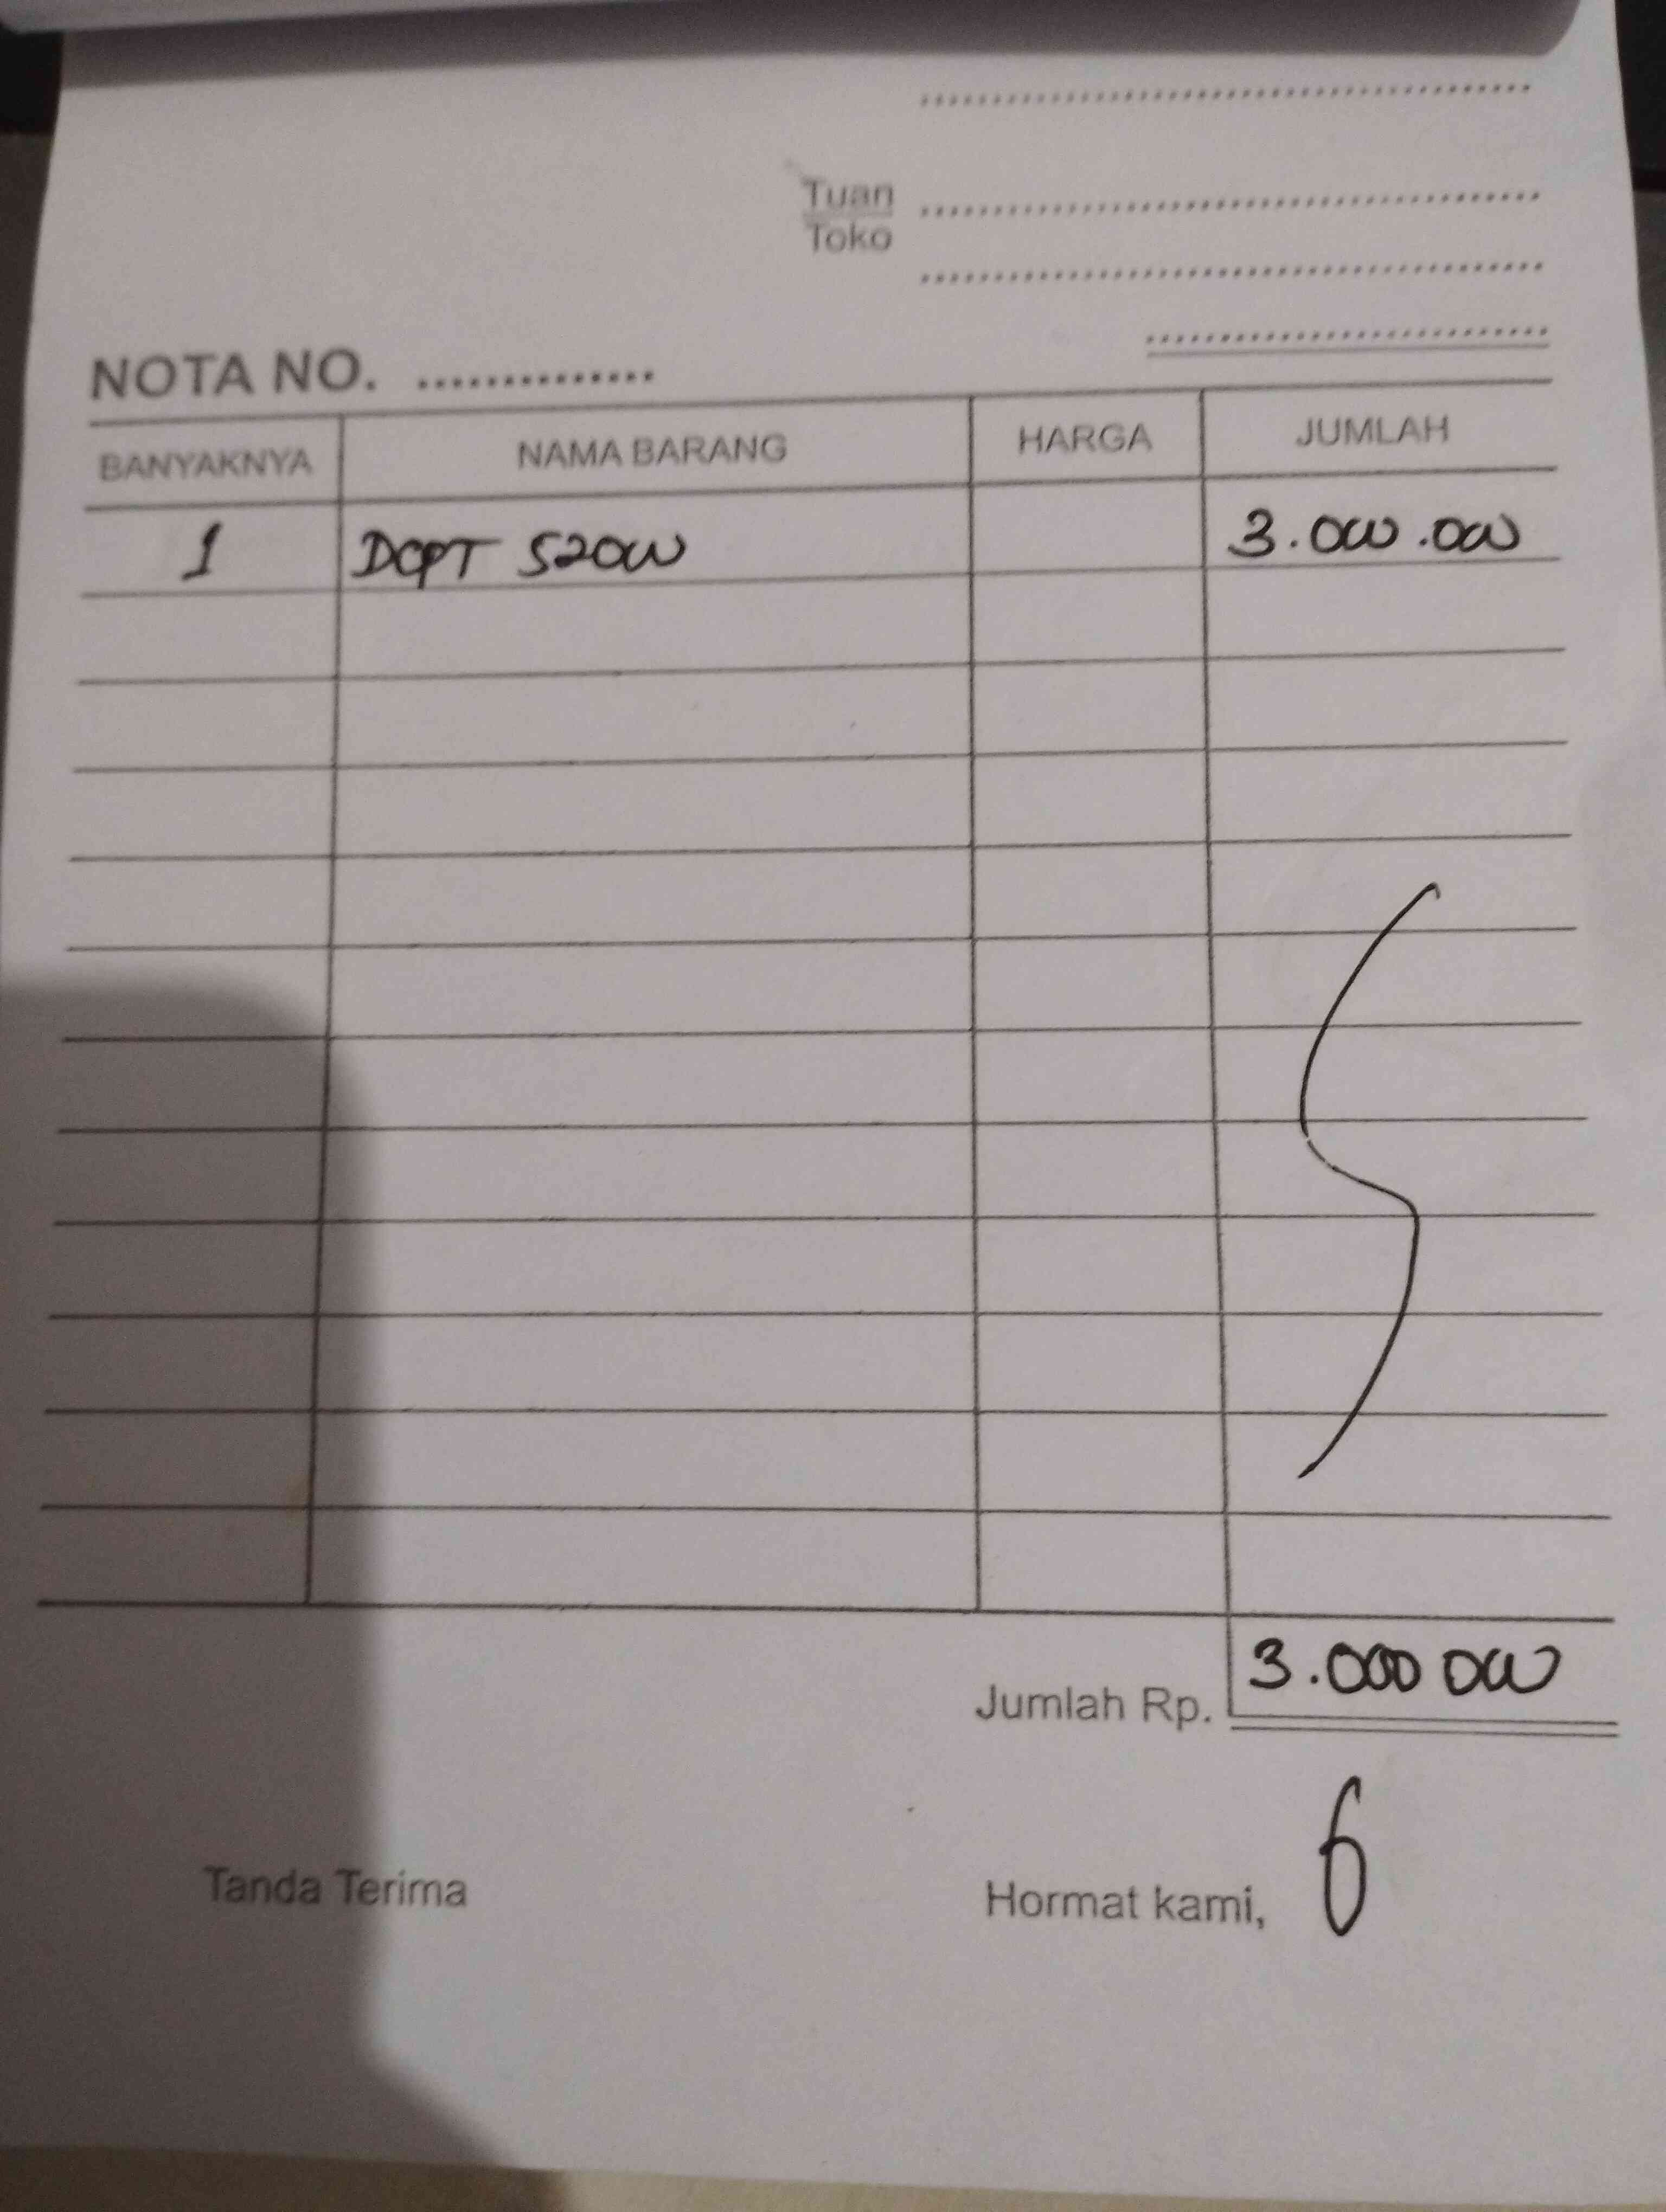 Tuan
Toko
NOTA NO. ..............
BANYAKNYA NAMA BARANG HARGA JUMLAH
1 DCPT 520W 3.000.000
Jumlah Rp. 3.000 000
Tanda Terima Hormat kami,